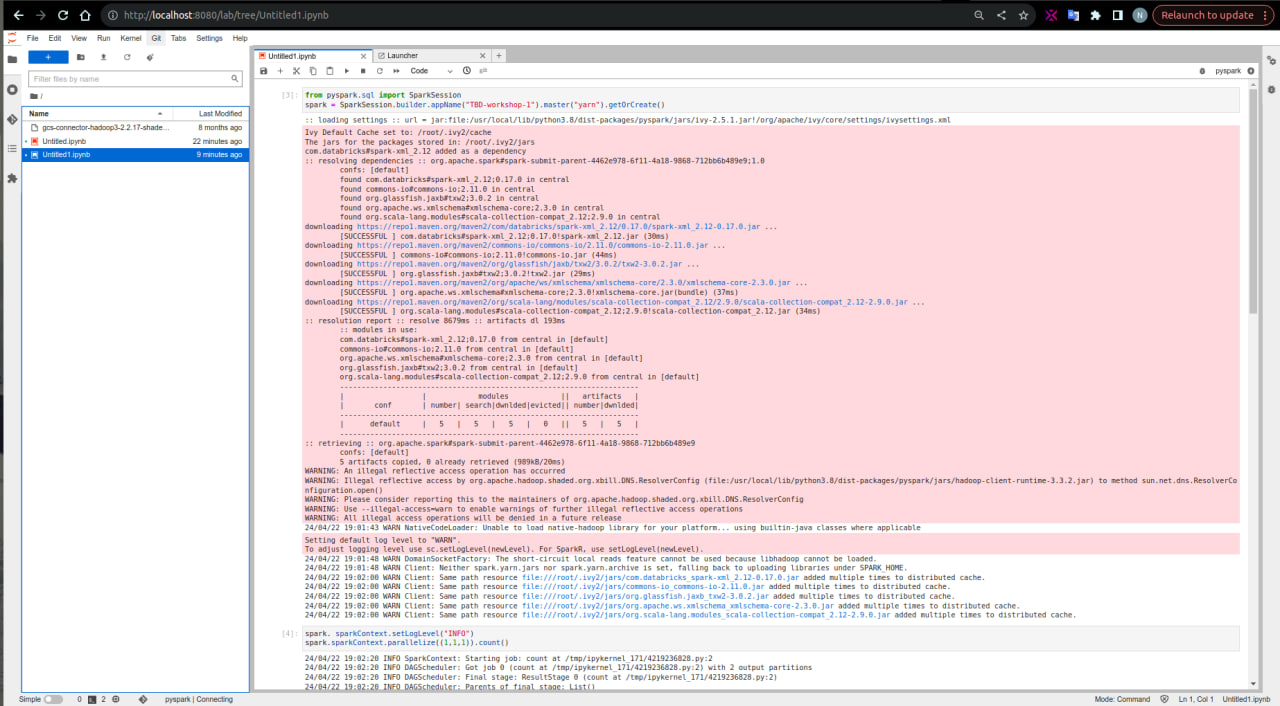 http://localhost:8080/lab/tree/Untitled1.ipynb
N
Relaunch to update
File Edit View Run Kernel Git Tabs Settings Help
Filter files by name
/
Name Last Modified
gcs-connector-hadoop3-2.2.17-shade... 8 months ago
Untitled.ipynb 22 minutes ago
Untitled1.ipynb 9 minutes ago
Untitled1.ipynb
Launcher
Code
pyspark
[3]:
from pyspark.sql import SparkSession
spark = SparkSession.builder.appName("TBD-workshop-1").master("yarn").getOrCreate()
:: loading settings :: url = jar:file:/usr/local/lib/python3.8/dist-packages/pyspark/jars/ivy-2.5.1.jar!/org/apache/ivy/core/settings/ivysettings.xml
Ivy Default Cache set to: /root/.ivy2/cache
The jars for the packages stored in: /root/.ivy2/jars
com.databricks#spark-xml_2.12 added as a dependency
:: resolving dependencies :: org.apache.spark#spark-submit-parent-4462e978-6f11-4a18-9868-712bb6b489e9;1.0
confs: [default]
found com.databricks#spark-xml_2.12;0.17.0 in central
found commons-io#commons-io;2.11.0 in central
found org.glassfish.jaxb#txw2;3.0.2 in central
found org.apache.ws.xmlschema#xmlschema-core;2.3.0 in central
found org.scala-lang.modules#scala-collection-compat_2.12;2.9.0 in central
downloading https://repo1.maven.org/maven2/com/databricks/spark-xml_2.12/0.17.0/spark-xml_2.12-0.17.0.jar ...
[SUCCESSFUL ] com.databricks#spark-xml_2.12;0.17.0!spark-xml_2.12.jar (30ms)
downloading https://repo1.maven.org/maven2/commons-io/commons-io/2.11.0/commons-io-2.11.0.jar ...
[SUCCESSFUL ] commons-io#commons-io;2.11.0!commons-io.jar (44ms)
downloading https://repo1.maven.org/maven2/org/glassfish/jaxb/txw2/3.0.2/txw2-3.0.2.jar ...
[SUCCESSFUL ] org.glassfish.jaxb#txw2;3.0.2!txw2.jar (29ms)
downloading https://repo1.maven.org/maven2/org/apache/ws/xmlschema/xmlschema-core/2.3.0/xmlschema-core-2.3.0.jar ...
[SUCCESSFUL ] org.apache.ws.xmlschema#xmlschema-core;2.3.0!xmlschema-core.jar(bundle) (37ms)
downloading https://repo1.maven.org/maven2/org/scala-lang/modules/scala-collection-compat_2.12/2.9.0/scala-collection-compat_2.12-2.9.0.jar ...
[SUCCESSFUL ] org.scala-lang.modules#scala-collection-compat_2.12;2.9.0!scala-collection-compat_2.12.jar (34ms)
:: resolution report :: resolve 8679ms :: artifacts dl 193ms
:: modules in use:
com.databricks#spark-xml_2.12;0.17.0 from central in [default]
commons-io#commons-io;2.11.0 from central in [default]
org.apache.ws.xmlschema#xmlschema-core;2.3.0 from central in [default]
org.glassfish.jaxb#txw2;3.0.2 from central in [default]
org.scala-lang.modules#scala-collection-compat_2.12;2.9.0 from central in [default]
---------------------------------------------------------------------
| | modules || artifacts |
| conf | number| search|dwnlded|evicted|| number|dwnlded|
---------------------------------------------------------------------
| default | 5 | 5 | 5 | 0 || 5 | 5 |
---------------------------------------------------------------------
:: retrieving :: org.apache.spark#spark-submit-parent-4462e978-6f11-4a18-9868-712bb6b489e9
confs: [default]
5 artifacts copied, 0 already retrieved (989kB/20ms)
WARNING: An illegal reflective access operation has occurred
WARNING: Illegal reflective access by org.apache.hadoop.shaded.org.xbill.DNS.ResolverConfig (file:/usr/local/lib/python3.8/dist-packages/pyspark/jars/hadoop-client-runtime-3.3.2.jar) to method sun.net.dns.ResolverCo
nfiguration.open()
WARNING: Please consider reporting this to the maintainers of org.apache.hadoop.shaded.org.xbill.DNS.ResolverConfig
WARNING: Use --illegal-access=warn to enable warnings of further illegal reflective access operations
WARNING: All illegal access operations will be denied in a future release
24/04/22 19:01:43 WARN NativeCodeLoader: Unable to load native-hadoop library for your platform... using builtin-java classes where applicable
Setting default log level to "WARN".
To adjust logging level use sc.setLogLevel(newLevel). For SparkR, use setLogLevel(newLevel).
24/04/22 19:01:48 WARN DomainSocketFactory: The short-circuit local reads feature cannot be used because libhadoop cannot be loaded.
24/04/22 19:01:48 WARN Client: Neither spark.yarn.jars nor spark.yarn.archive is set, falling back to uploading libraries under SPARK_HOME.
24/04/22 19:02:00 WARN Client: Same path resource file:///root/.ivy2/jars/com.databricks_spark-xml_2.12-0.17.0.jar added multiple times to distributed cache.
24/04/22 19:02:00 WARN Client: Same path resource file:///root/.ivy2/jars/commons-io_commons-io-2.11.0.jar added multiple times to distributed cache.
24/04/22 19:02:00 WARN Client: Same path resource file:///root/.ivy2/jars/org.glassfish.jaxb_txw2-3.0.2.jar added multiple times to distributed cache.
24/04/22 19:02:00 WARN Client: Same path resource file:///root/.ivy2/jars/org.apache.ws.xmlschema_xmlschema-core-2.3.0.jar added multiple times to distributed cache.
24/04/22 19:02:00 WARN Client: Same path resource file:///root/.ivy2/jars/org.scala-lang.modules_scala-collection-compat_2.12-2.9.0.jar added multiple times to distributed cache.
[4]:
spark. sparkContext.setLogLevel("INFO")
spark.sparkContext.parallelize((1,1,1)).count()
24/04/22 19:02:20 INFO SparkContext: Starting job: count at /tmp/ipykernel_171/4219236828.py:2
24/04/22 19:02:20 INFO DAGScheduler: Got job 0 (count at /tmp/ipykernel_171/4219236828.py:2) with 2 output partitions
24/04/22 19:02:20 INFO DAGScheduler: Final stage: ResultStage 0 (count at /tmp/ipykernel_171/4219236828.py:2)
24/04/22 19:02:20 INFO DAGScheduler: Parents of final stage: List()
Simple 0 2 pyspark | Connecting Mode: Command Ln 1, Col 1 Untitled1.ipynb